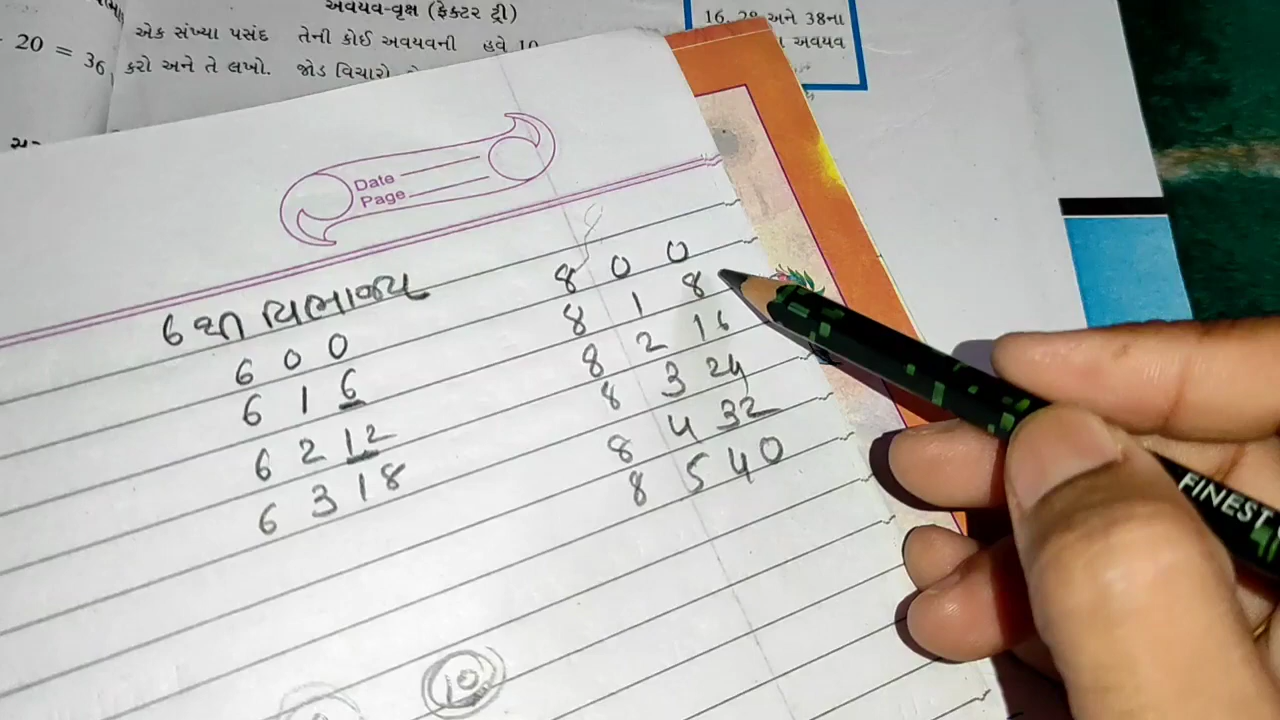 અવયવ-વૃક્ષ (ફેક્ટર ટ્રી)
20 = 36
એક સંખ્યા પસંદ તેની કોઈ અવયવની હવે 10
કરો અને તે લખો. જોડ વિચારો
16, 28 અને 38ના
અવયવ
Date
Page
6 થી વિભાજ્ય
6 0 0
6 1 6
6 2 12
6 3 18
8 0 0
8 1 8
8 2 16
8 3 24
8 4 32
8 5 40
10
FINEST